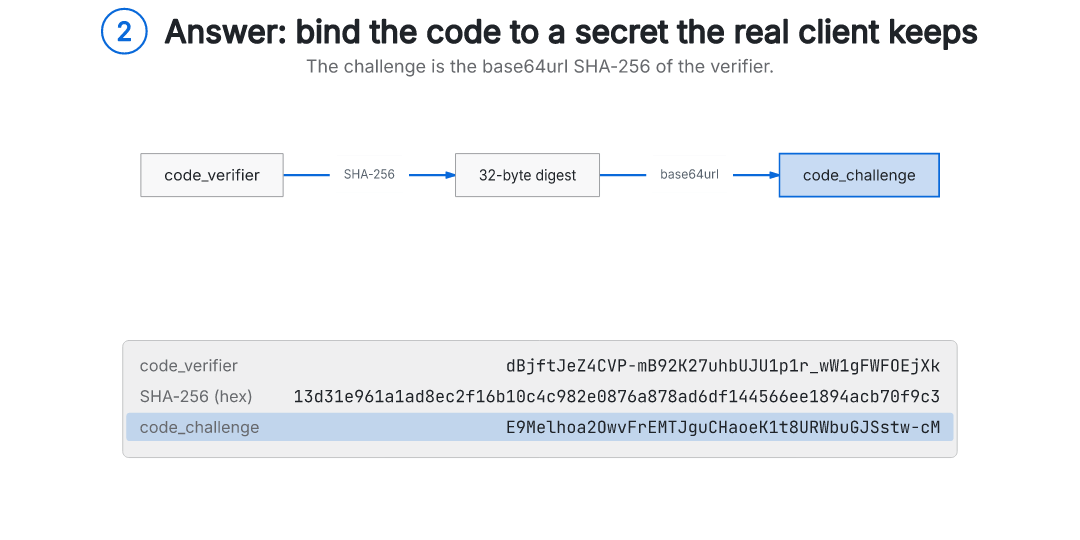 2
Answer: bind the code to a secret the real client keeps
The challenge is the base64url SHA-256 of the verifier.
code_verifier SHA-256 32-byte digest base64url code_challenge
code_verifier dBjftJeZ4CVP-mB92K27uhbUJU1p1r_wW1gFWFOEjXk
SHA-256 (hex) 13d31e961a1ad8ec2f16b10c4c982e0876a878ad6df144566ee1894acb70f9c3
code_challenge E9Melhoa2OwvFrEMTJguCHaoeK1t8URWbuGJSstw-cM